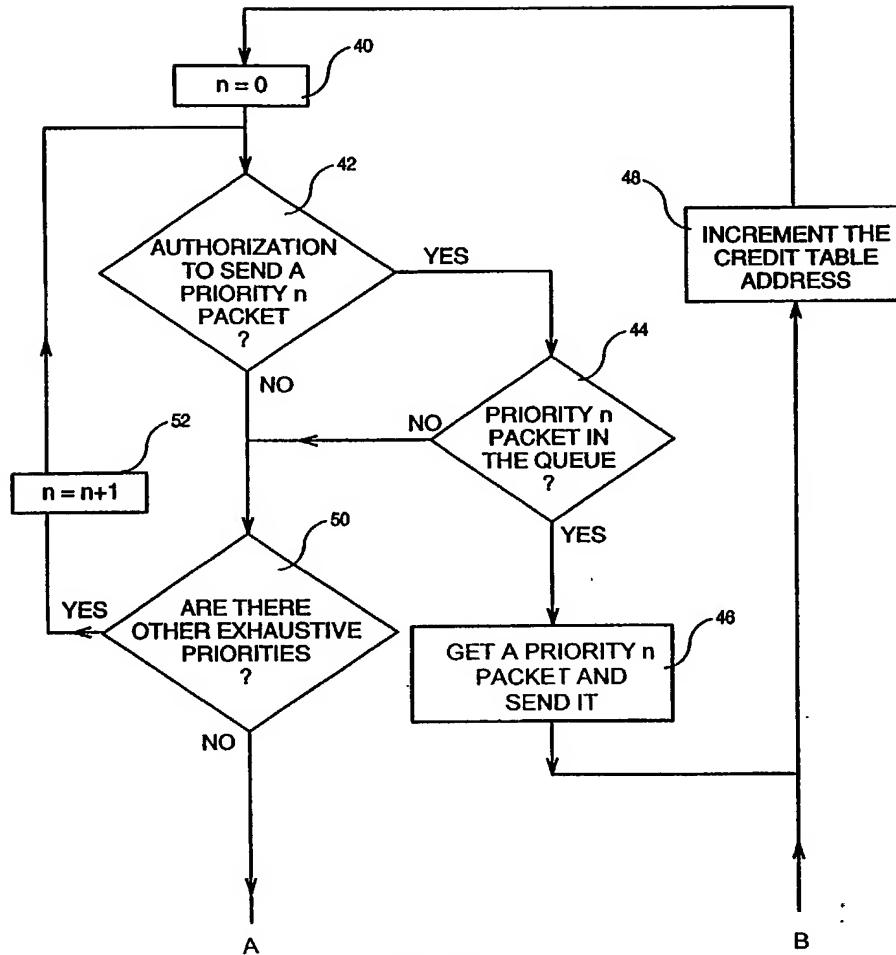 40
n = 0
42
48
AUTHORIZATION
TO SEND A
PRIORITY n
PACKET
?
YES
INCREMENT THE
CREDIT TABLE
ADDRESS
44
NO
NO
PRIORITY n
PACKET IN
THE QUEUE
?
52
n = n+1
50
YES
YES
ARE THERE
OTHER EXHAUSTIVE
PRIORITIES
?
46
GET A PRIORITY n
PACKET AND
SEND IT
NO
A
B